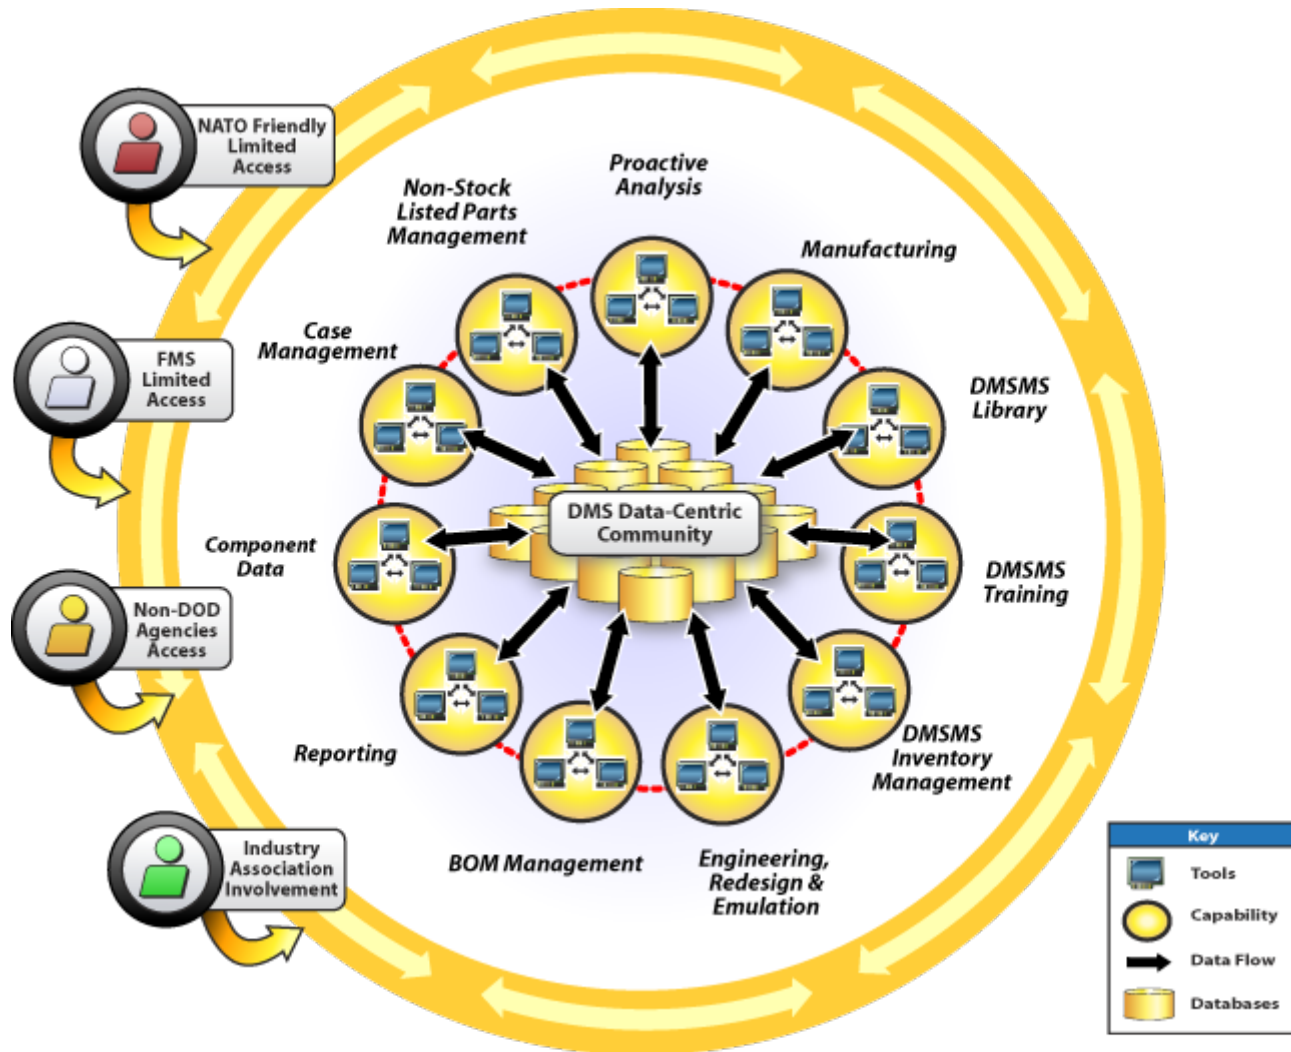 NATO Friendly
Limited
Access
FMS
Limited
Access
Non-DOD
Agencies
Access
Industry
Association
Involvement
Proactive
Analysis
Manufacturing
DMSMS
Library
DMSMS
Training
DMSMS
Inventory
Management
Engineering,
Redesign &
Emulation
BOM Management
Reporting
Component
Data
Case
Management
Non-Stock
Listed Parts
Management
DMS Data-Centric
Community
Key
Tools
Capability
Data Flow
Databases